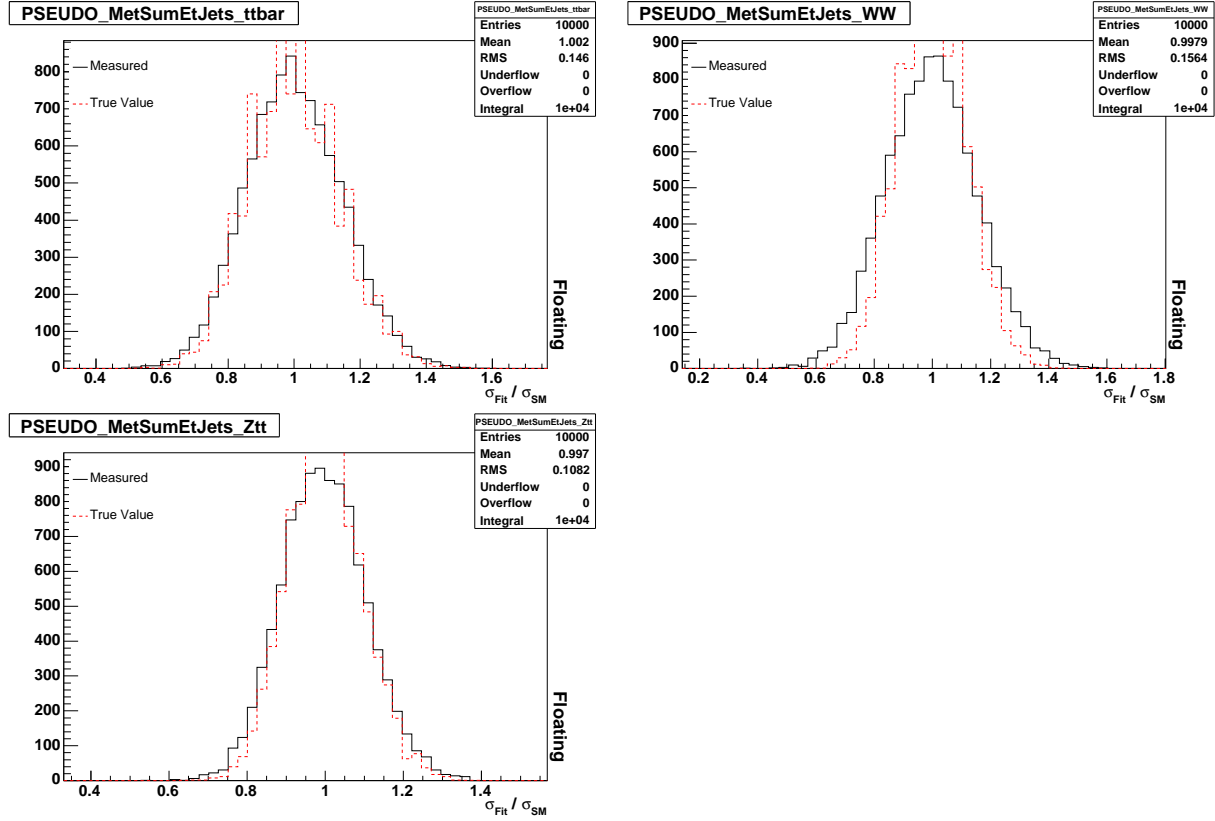 PSEUDO_MetSumEtJets_ttbar
PSEUDO_MetSumEtJets_ttbar
Entries 10000
Mean 1.002
RMS 0.146
Underflow 0
Overflow 0
Integral 1e+04
Measured
True Value
800
700
600
500
400
300
200
100
0
0.4 0.6 0.8 1 1.2 1.4 1.6
σFit / σSM
Floating
PSEUDO_MetSumEtJets_WW
PSEUDO_MetSumEtJets_WW
Entries 10000
Mean 0.9979
RMS 0.1564
Underflow 0
Overflow 0
Integral 1e+04
Measured
True Value
900
800
700
600
500
400
300
200
100
0
0.2 0.4 0.6 0.8 1 1.2 1.4 1.6 1.8
σFit / σSM
Floating
PSEUDO_MetSumEtJets_Ztt
PSEUDO_MetSumEtJets_Ztt
Entries 10000
Mean 0.997
RMS 0.1082
Underflow 0
Overflow 0
Integral 1e+04
Measured
True Value
900
800
700
600
500
400
300
200
100
0
0.4 0.6 0.8 1 1.2 1.4
σFit / σSM
Floating